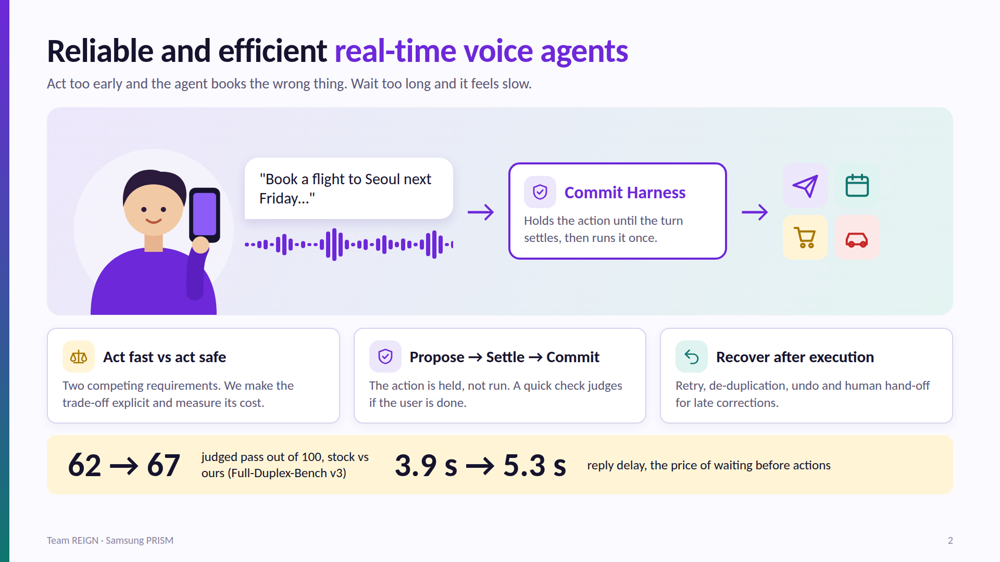 Reliable and efficient real-time voice agents
Act too early and the agent books the wrong thing. Wait too long and it feels slow.
"Book a flight to Seoul next
Friday..."
Commit Harness
Holds the action until the turn
settles, then runs it once.
Act fast vs act safe
Two competing requirements. We make the
trade-off explicit and measure its cost.
Propose → Settle → Commit
The action is held, not run. A quick check judges
if the user is done.
Recover after execution
Retry, de-duplication, undo and human hand-off
for late corrections.
62 → 67
judged pass out of 100, stock vs
ours (Full-Duplex-Bench v3)
3.9 s → 5.3 s
reply delay, the price of waiting before actions
Team REIGN · Samsung PRISM
2